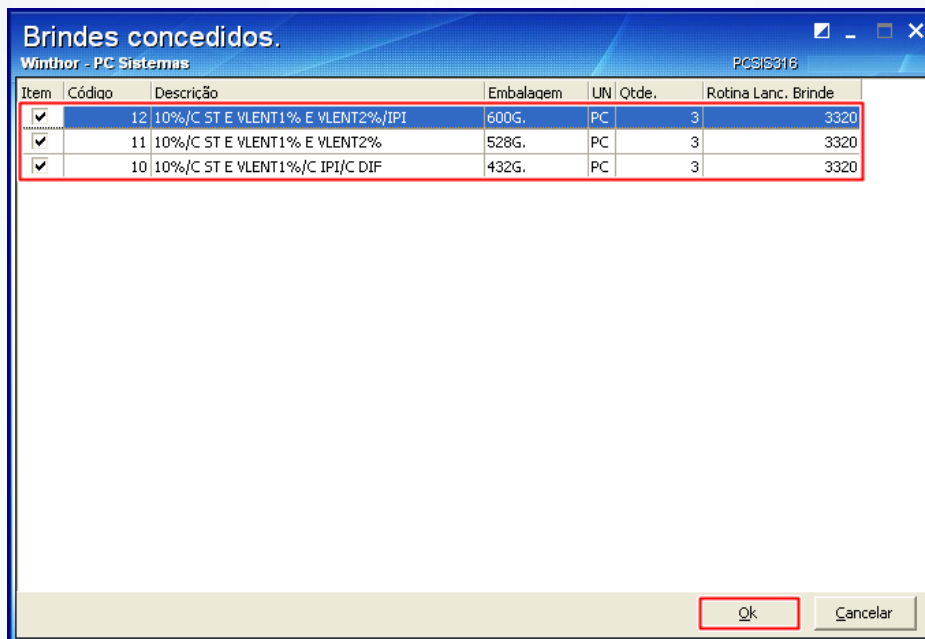 Brindes concedidos.
Winthor - PC Sistemas PCSIS316
Item Código Descrição Embalagem UN Qtde. Rotina Lanc. Brinde
12 10%/C ST E VLENT1% E VLENT2%/IPI 600G. PC 3 3320
11 10%/C ST E VLENT1% E VLENT2% 528G. PC 3 3320
10 10%/C ST E VLENT1%/C IPI/C DIF 432G. PC 3 3320
Ok Cancelar